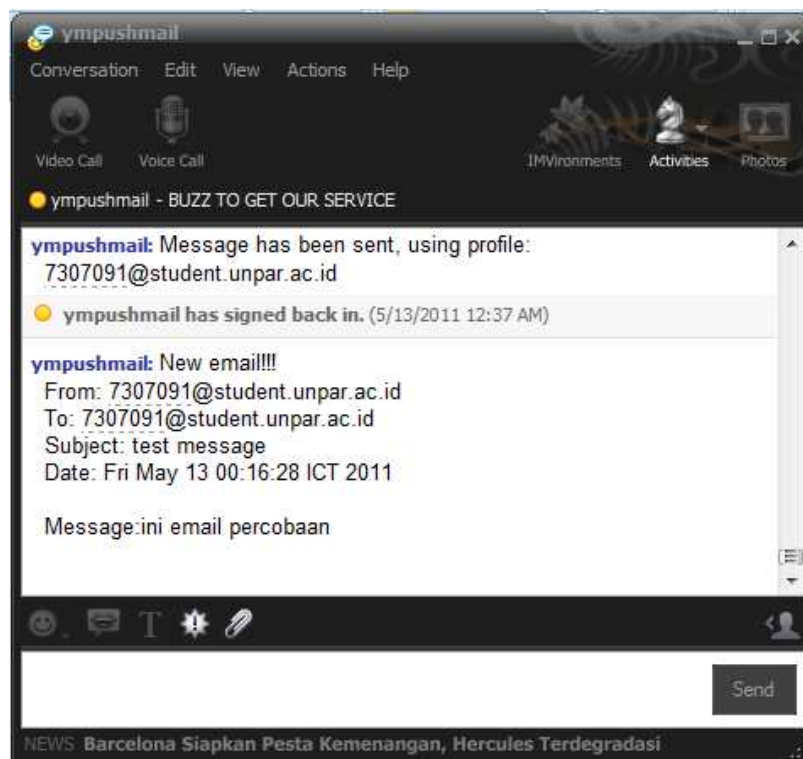 ympushmail
Conversation Edit View Actions Help
Video Call Voice Call IMVironments Activities Photos
ympushmail - BUZZ TO GET OUR SERVICE
ympushmail: Message has been sent, using profile:
7307091@student.unpar.ac.id
ympushmail has signed back in. (5/13/2011 12:37 AM)
ympushmail: New email!!!
From: 7307091@student.unpar.ac.id
To: 7307091@student.unpar.ac.id
Subject: test message
Date: Fri May 13 00:16:28 ICT 2011
Message:ini email percobaan
T
Send
NEWS Barcelona Siapkan Pesta Kemenangan, Hercules Terdegradasi